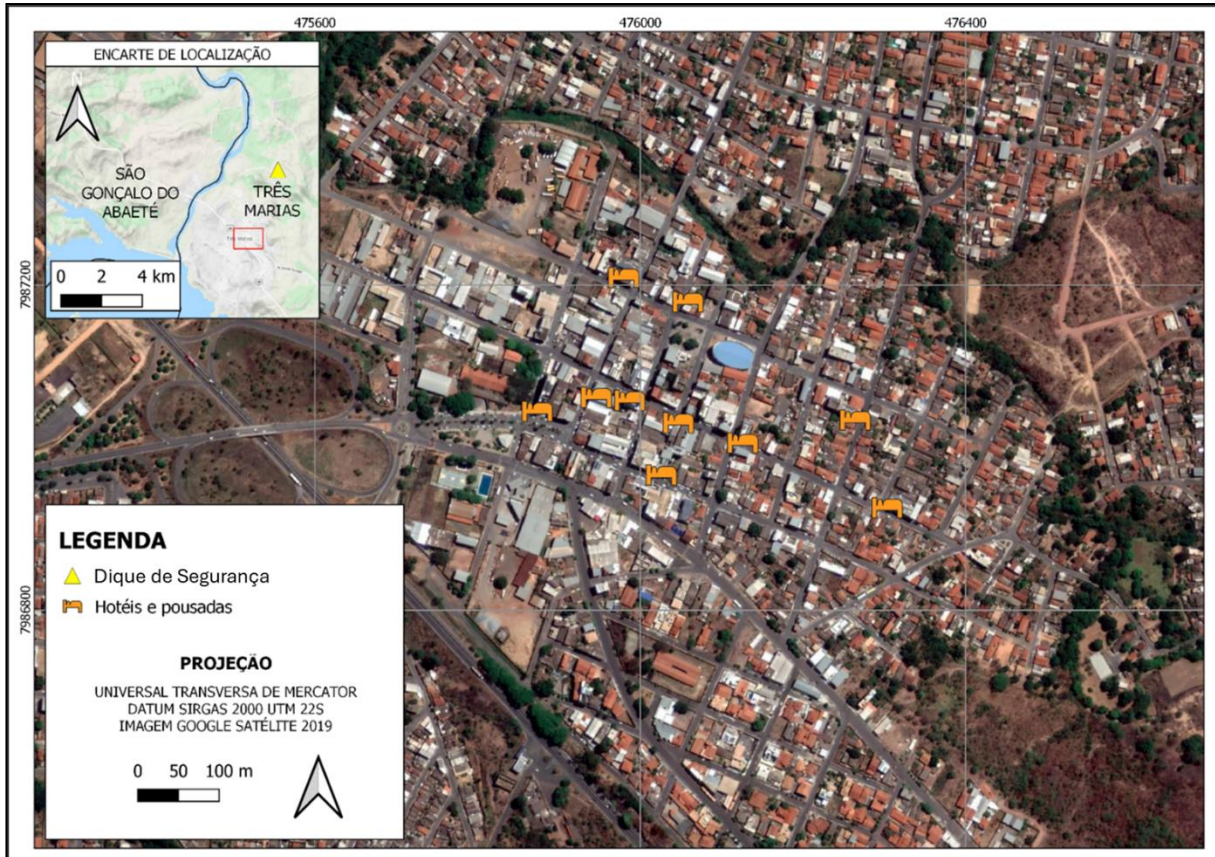 475600
476000
476400
ENCARTE DE LOCALIZAÇÃO
N
SÃO
GONÇALO DO
ABAETÉ
TRÊS
MARIAS
0 2 4 km
7987200
7986800
LEGENDA
Dique de Segurança
Hotéis e pousadas
PROJEÇÃO
UNIVERSAL TRANSVERSA DE MERCATOR
DATUM SIRGAS 2000 UTM 22S
IMAGEM GOOGLE SATÉLITE 2019
0 50 100 m